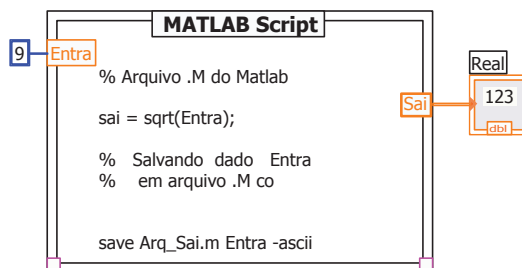 MATLAB Script
9
Entra
% Arquivo .M do Matlab
sai = sqrt(Entra);
% Salvando dado Entra
% em arquivo .M co
save Arq_Sai.m Entra -ascii
Sai
Real
123
dbl